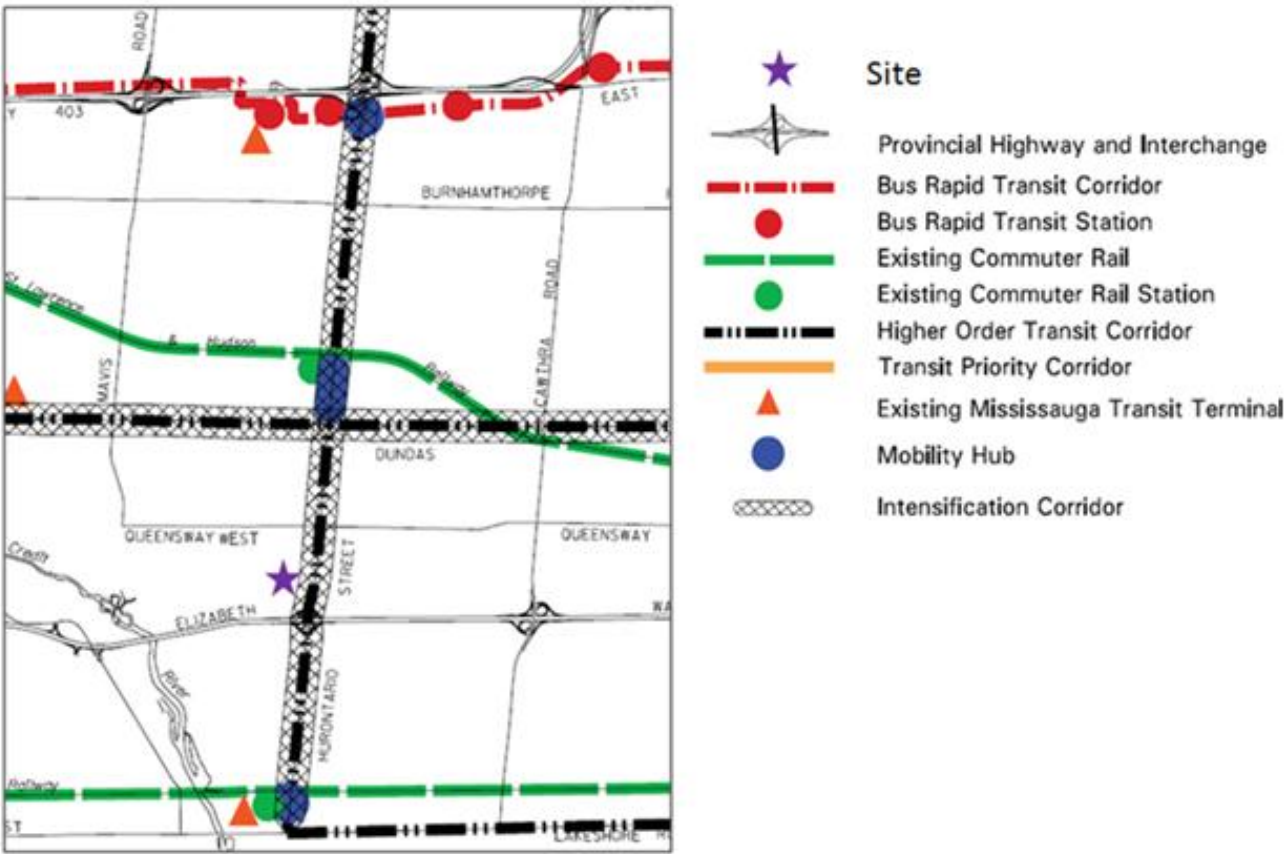 ROAD
Y 403
EAST
BURNHAMTHORPE
St. Lawrence
& Hudson
Railway
MAVIS
CAWTHRA ROAD
DUNDAS
QUEENSWAY WEST
QUEENSWAY
Credit
STREET
ELIZABETH
WA
River
HURONTARIO
Railway
ST
LAKESHORE
Site
Provincial Highway and Interchange
Bus Rapid Transit Corridor
Bus Rapid Transit Station
Existing Commuter Rail
Existing Commuter Rail Station
Higher Order Transit Corridor
Transit Priority Corridor
Existing Mississauga Transit Terminal
Mobility Hub
Intensification Corridor